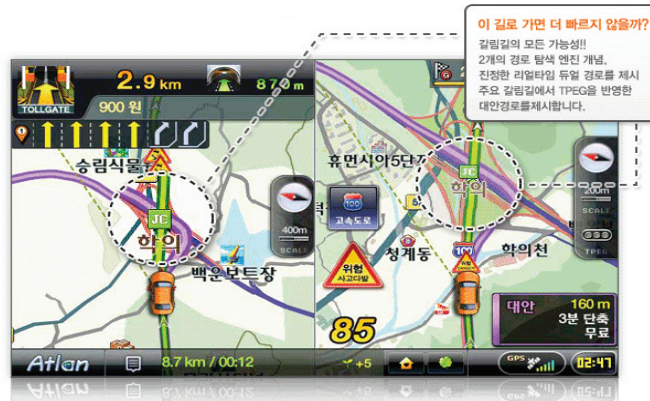 이 길로 가면 더 빠르지 않을까?
갈림길의 모든 가능성!!
2개의 경로 탐색 엔진 개념,
진정한 리얼타임 듀얼 경로를 제시
주요 갈림길에서 TPEG을 반영한
대안경로를제시합니다.
TOLLGATE
2.9 km
879 m
900 원
승림식물
JC
하의
백운보트장
400m
SCALE
G
휴먼시아5단지
JC
하의
100
고속도로
청계동
학의천
100
위험
사고다발
위험
85
200m
SCALE
TPEG
대안
160 m
3분 단축
무료
Atlan
8.7 km / 00:12
+5
GPS
02:47